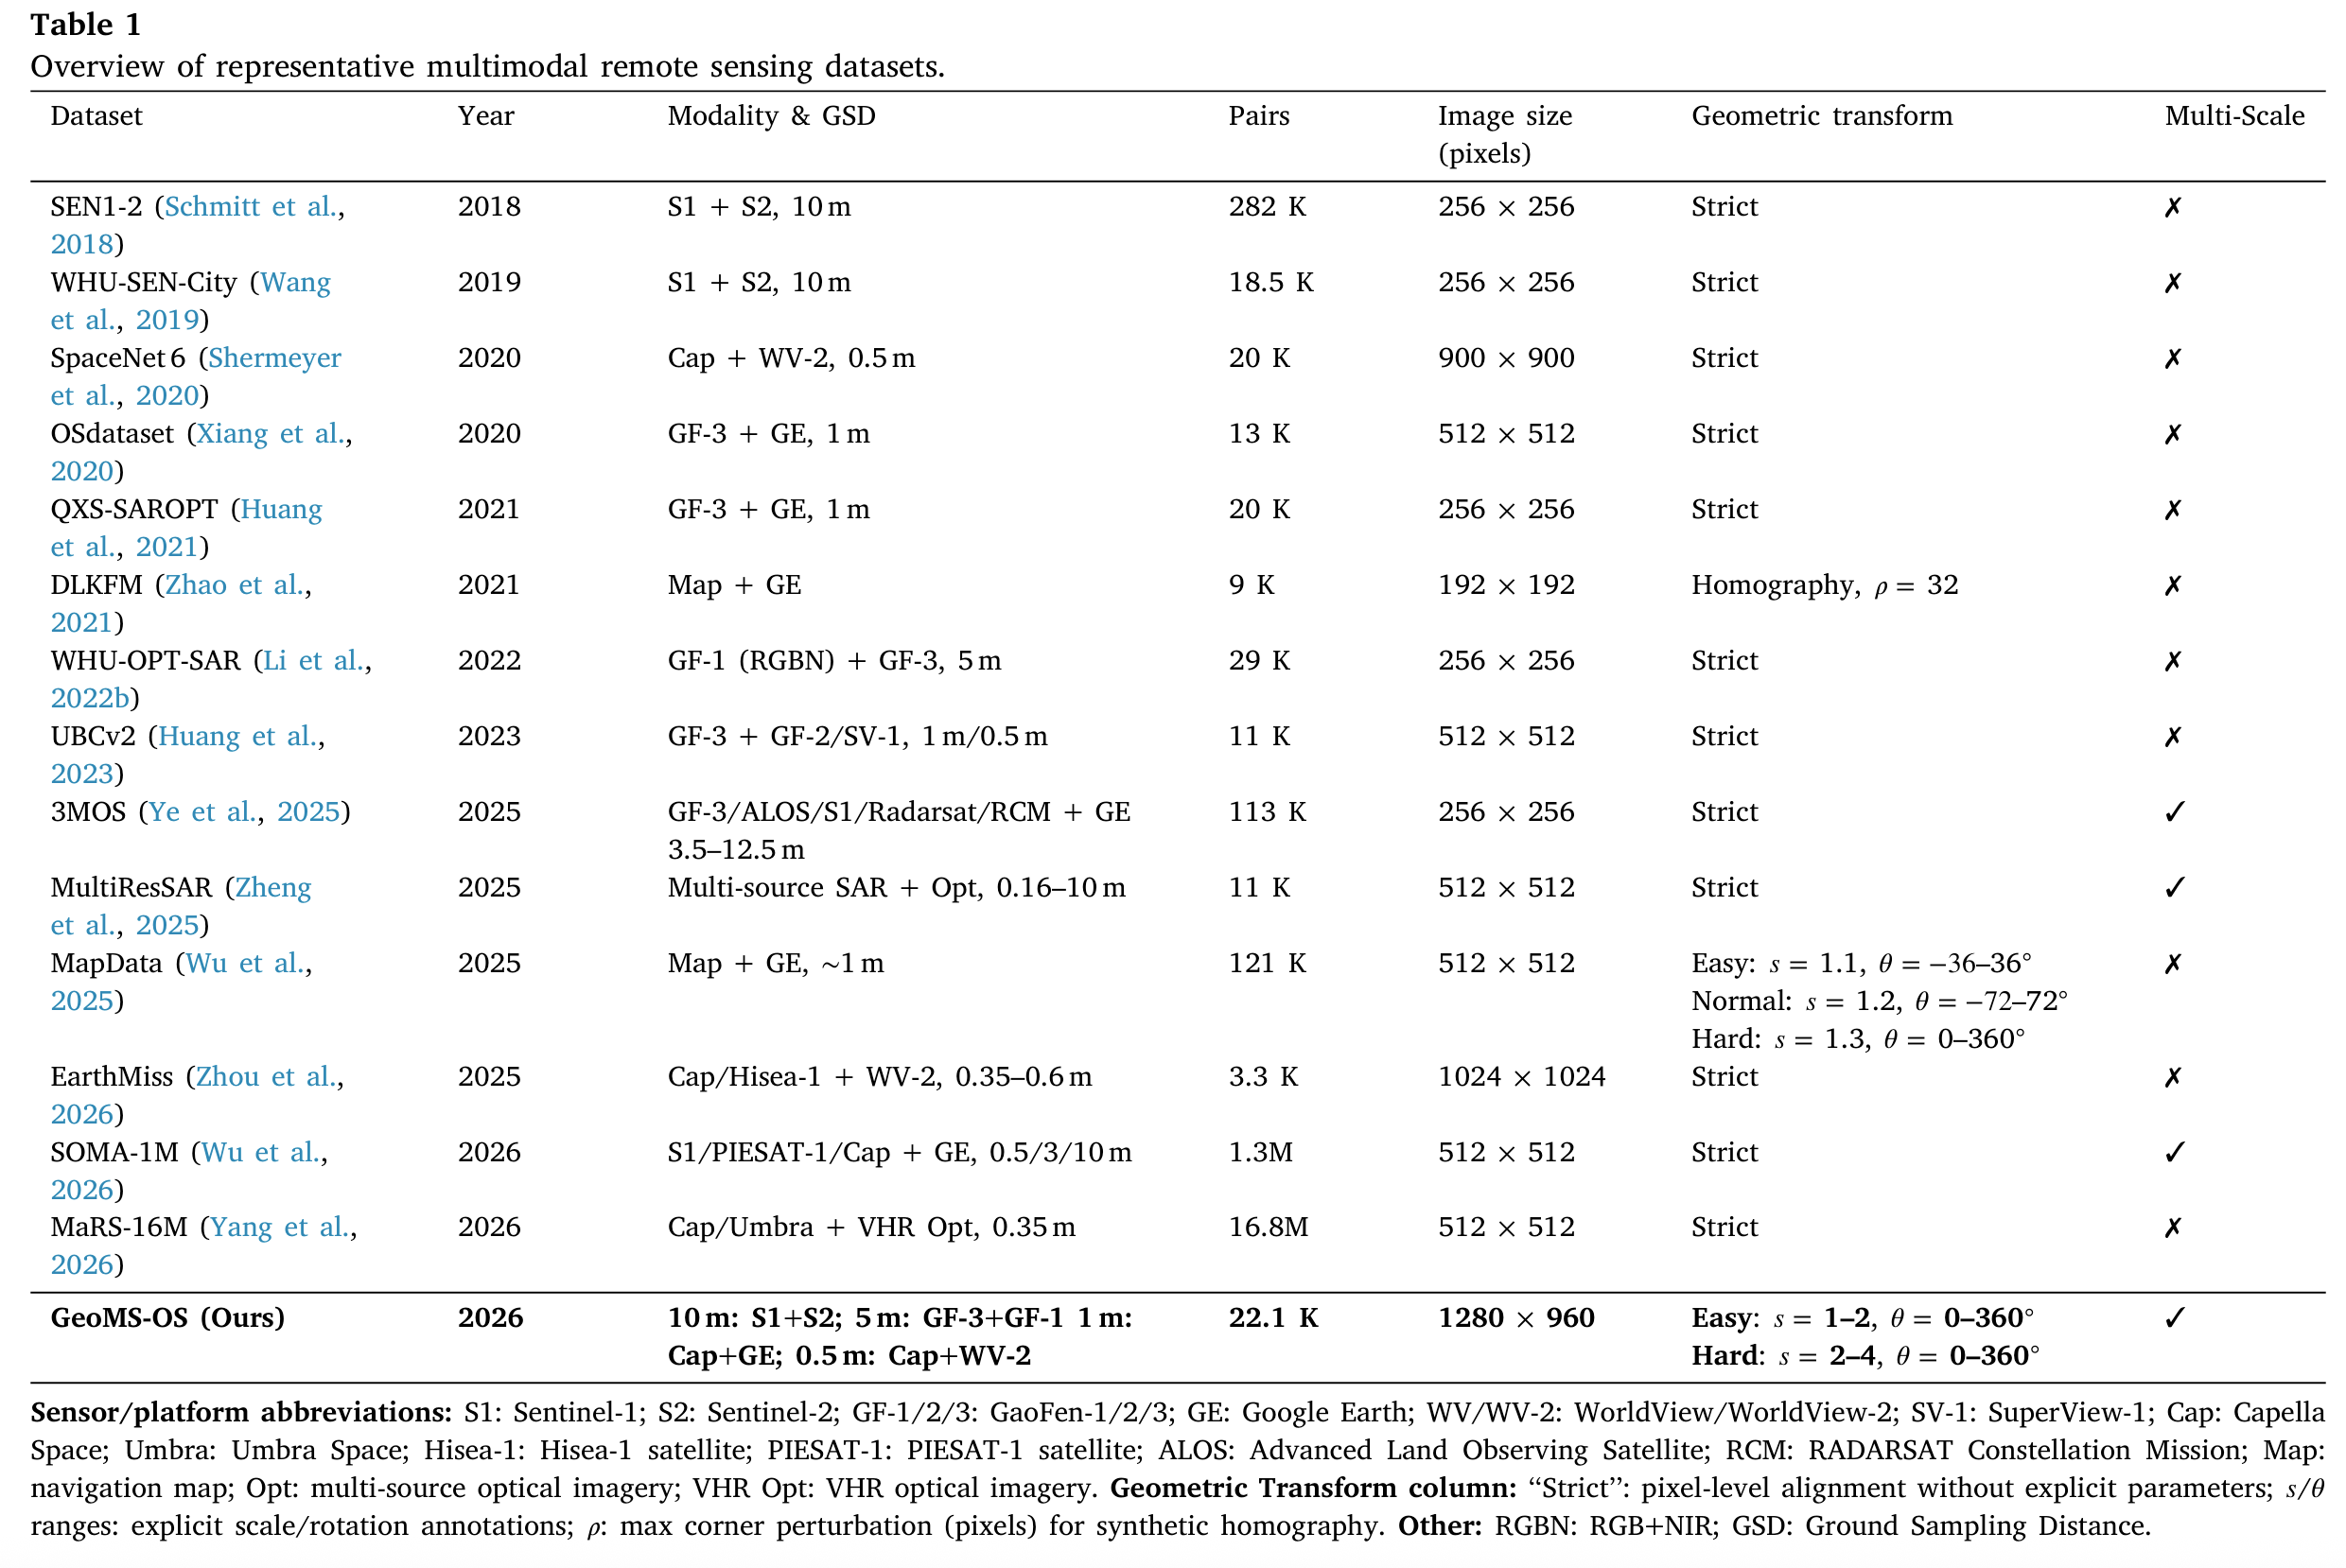 Table 1
Overview of representative multimodal remote sensing datasets.
Dataset Year Modality & GSD Pairs Image size Geometric transform Multi-Scale
(pixels)
SEN1-2 (Schmitt et al., 2018 S1 + S2, 10 m 282 K 256 × 256 Strict ✗
2018)
WHU-SEN-City (Wang 2019 S1 + S2, 10 m 18.5 K 256 × 256 Strict ✗
et al., 2019)
SpaceNet 6 (Shermeyer 2020 Cap + WV-2, 0.5 m 20 K 900 × 900 Strict ✗
et al., 2020)
OSdataset (Xiang et al., 2020 GF-3 + GE, 1 m 13 K 512 × 512 Strict ✗
2020)
QXS-SAROPT (Huang 2021 GF-3 + GE, 1 m 20 K 256 × 256 Strict ✗
et al., 2021)
DLKFM (Zhao et al., 2021 Map + GE 9 K 192 × 192 Homography, ρ = 32 ✗
2021)
WHU-OPT-SAR (Li et al., 2022 GF-1 (RGBN) + GF-3, 5 m 29 K 256 × 256 Strict ✗
2022b)
UBCv2 (Huang et al., 2023 GF-3 + GF-2/SV-1, 1 m/0.5 m 11 K 512 × 512 Strict ✗
2023)
3MOS (Ye et al., 2025) 2025 GF-3/ALOS/S1/Radarsat/RCM + GE 113 K 256 × 256 Strict ✓
3.5–12.5 m
MultiResSAR (Zheng 2025 Multi-source SAR + Opt, 0.16–10 m 11 K 512 × 512 Strict ✓
et al., 2025)
MapData (Wu et al., 2025 Map + GE, ~1 m 121 K 512 × 512 Easy: s = 1.1, θ = −36–36° ✗
2025) Normal: s = 1.2, θ = −72–72°
Hard: s = 1.3, θ = 0–360°
EarthMiss (Zhou et al., 2025 Cap/Hisea-1 + WV-2, 0.35–0.6 m 3.3 K 1024 × 1024 Strict ✗
2026)
SOMA-1M (Wu et al., 2026 S1/PIESAT-1/Cap + GE, 0.5/3/10 m 1.3M 512 × 512 Strict ✓
2026)
MaRS-16M (Yang et al., 2026 Cap/Umbra + VHR Opt, 0.35 m 16.8M 512 × 512 Strict ✗
2026)
GeoMS-OS (Ours) 2026 10 m: S1+S2; 5 m: GF-3+GF-1 1 m: 22.1 K 1280 × 960 Easy: s = 1–2, θ = 0–360° ✓
Cap+GE; 0.5 m: Cap+WV-2 Hard: s = 2–4, θ = 0–360°
Sensor/platform abbreviations: S1: Sentinel-1; S2: Sentinel-2; GF-1/2/3: GaoFen-1/2/3; GE: Google Earth; WV/WV-2: WorldView/WorldView-2; SV-1: SuperView-1; Cap: Capella
Space; Umbra: Umbra Space; Hisea-1: Hisea-1 satellite; PIESAT-1: PIESAT-1 satellite; ALOS: Advanced Land Observing Satellite; RCM: RADARSAT Constellation Mission; Map:
navigation map; Opt: multi-source optical imagery; VHR Opt: VHR optical imagery. Geometric Transform column: “Strict”: pixel-level alignment without explicit parameters; s/θ
ranges: explicit scale/rotation annotations; ρ: max corner perturbation (pixels) for synthetic homography. Other: RGBN: RGB+NIR; GSD: Ground Sampling Distance.